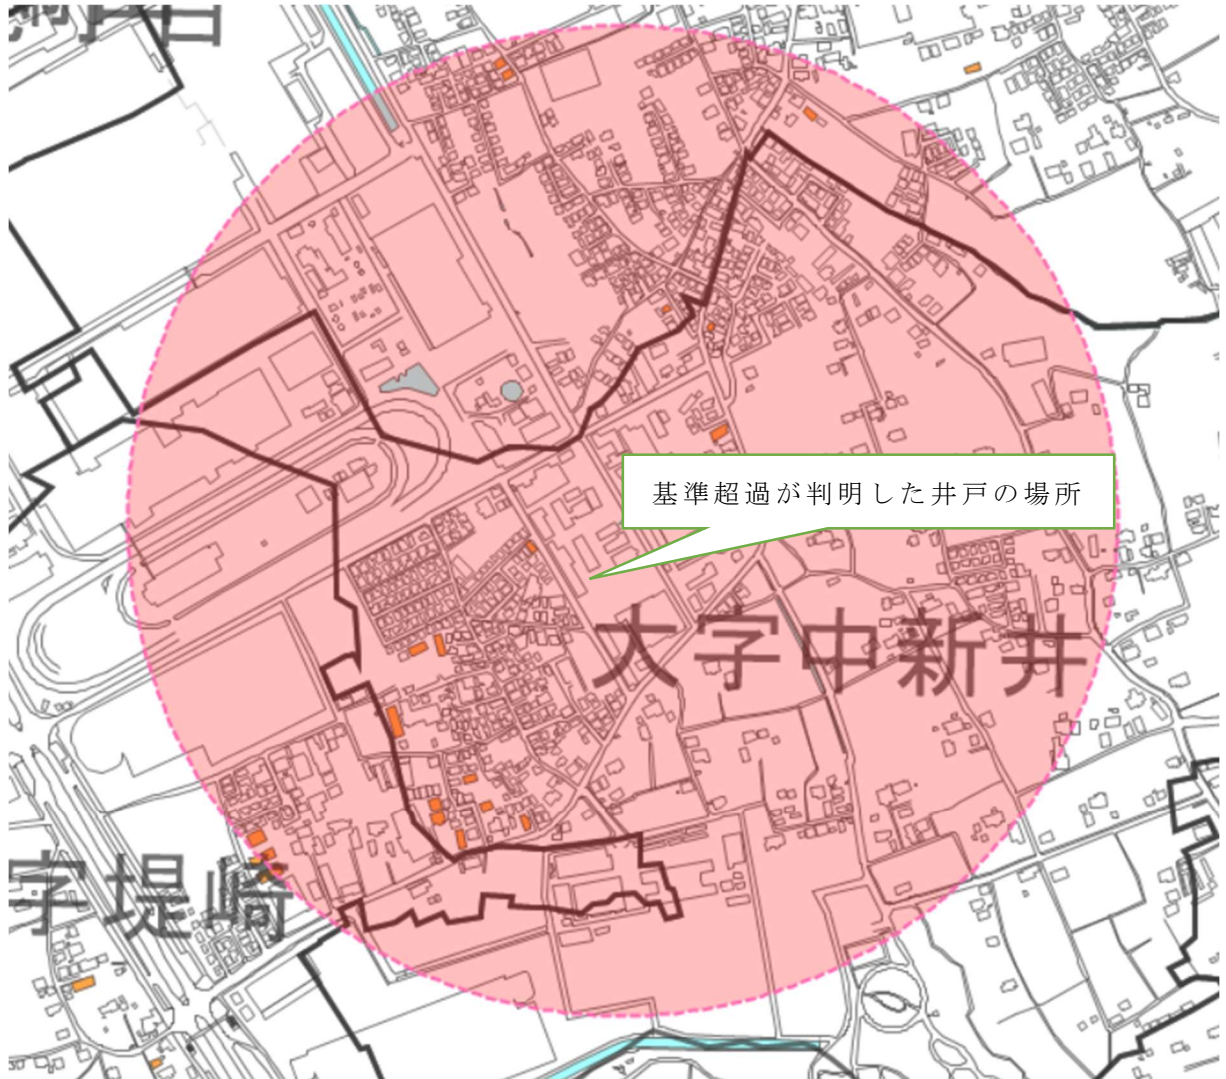 基準超過が判明した井戸の場所
大字中新井
字堤崎